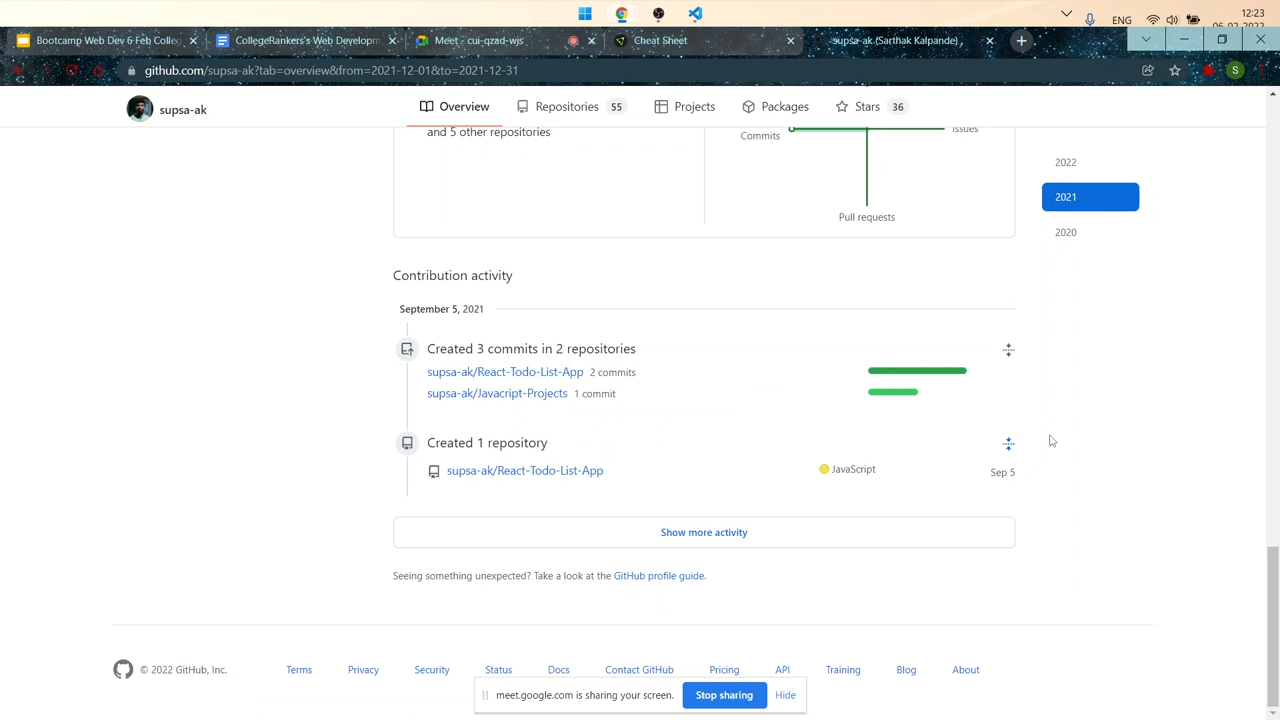 12:23
ENG
06-02-2022
Bootcamp Web Dev 6 Feb Colleg
CollegeRankers's Web Developm
Meet - cui-qzad-wjs
Cheat Sheet
supsa-ak (Sarthak Kalpande)
github.com/supsa-ak?tab=overview&from=2021-12-01&to=2021-12-31
S
supsa-ak
Overview
Repositories 55
Projects
Packages
Stars 36
and 5 other repositories
Commits
Issues
Pull requests
2022
2021
2020
Contribution activity
September 5, 2021
Created 3 commits in 2 repositories
supsa-ak/React-Todo-List-App 2 commits
supsa-ak/Javacript-Projects 1 commit
Created 1 repository
supsa-ak/React-Todo-List-App
JavaScript
Sep 5
Show more activity
Seeing something unexpected? Take a look at the GitHub profile guide.
© 2022 GitHub, Inc.
Terms
Privacy
Security
Status
Docs
Contact GitHub
Pricing
API
Training
Blog
About
meet.google.com is sharing your screen.
Stop sharing
Hide